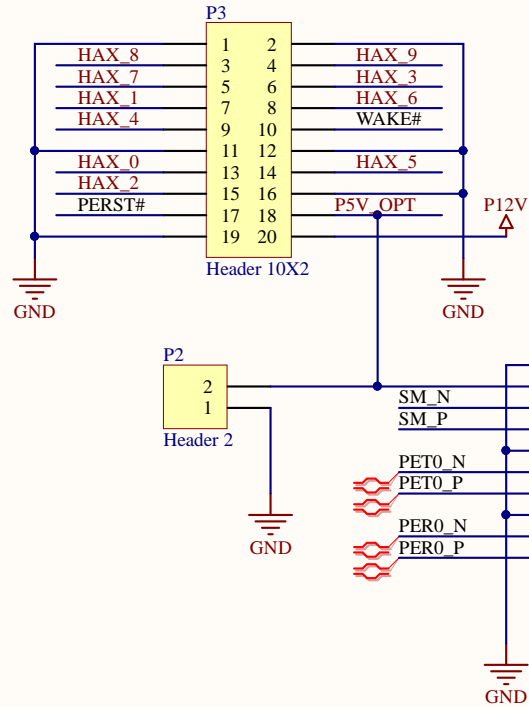 P3
1 2
HAX_8 3 4 HAX_9
HAX_7 5 6 HAX_3
HAX_1 7 8 HAX_6
HAX_4 9 10 WAKE#
11 12
HAX_0 13 14 HAX_5
HAX_2 15 16
PERST# 17 18 P5V_OPT P12V
19 20
Header 10X2
GND GND
P2
2
1
Header 2
GND
SM_N
SM_P
PET0_N
PET0_P
PER0_N
PER0_P
GND